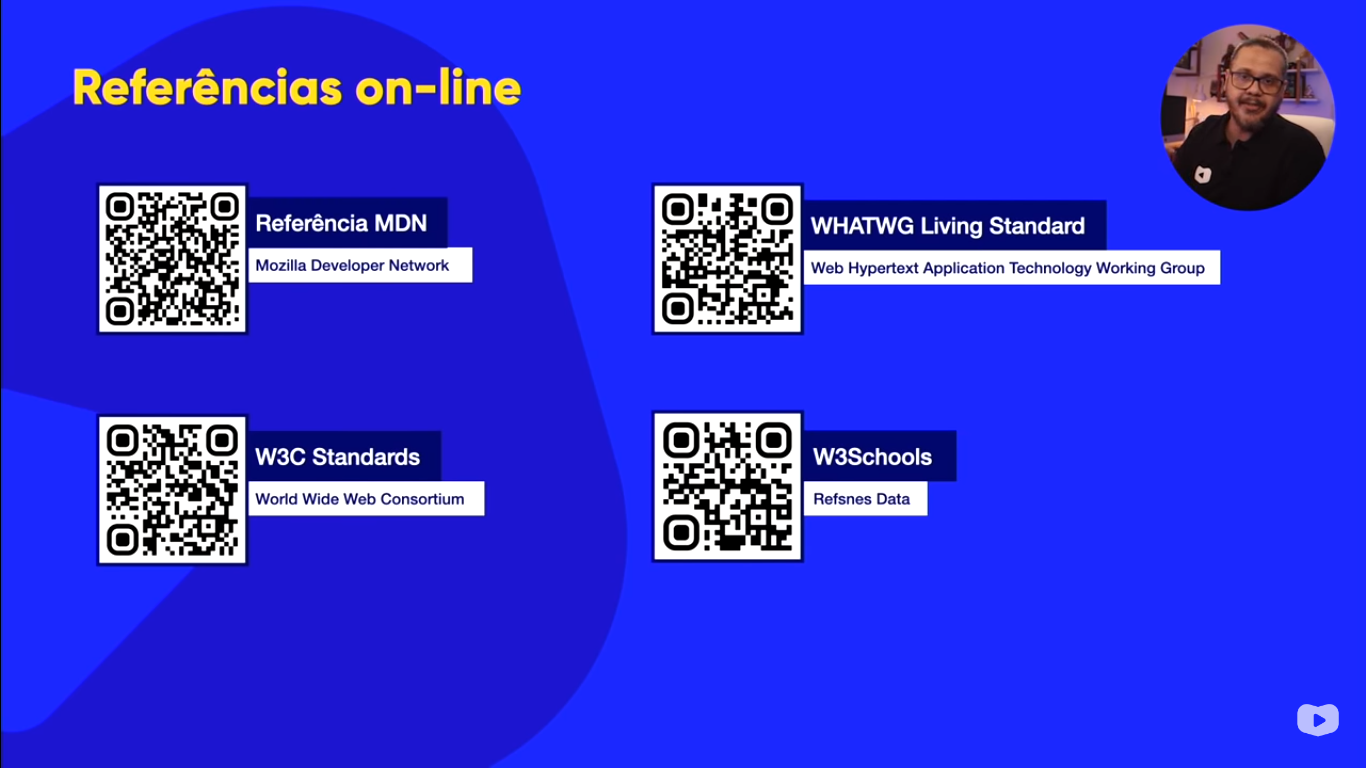 Referências on-line
Referência MDN
Mozilla Developer Network
WHATWG Living Standard
Web Hypertext Application Technology Working Group
W3C Standards
World Wide Web Consortium
W3Schools
Refsnes Data